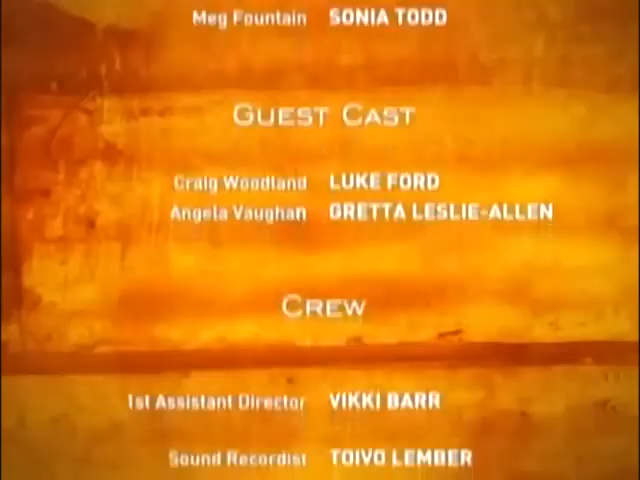 Meg Fountain SONIA TODD
GUEST CAST
Craig Woodland LUKE FORD
Angela Vaughan GRETTA LESLIE-ALLEN
CREW
1st Assistant Director VIKKI BARR
Sound Recordist TOIVO LEMBER